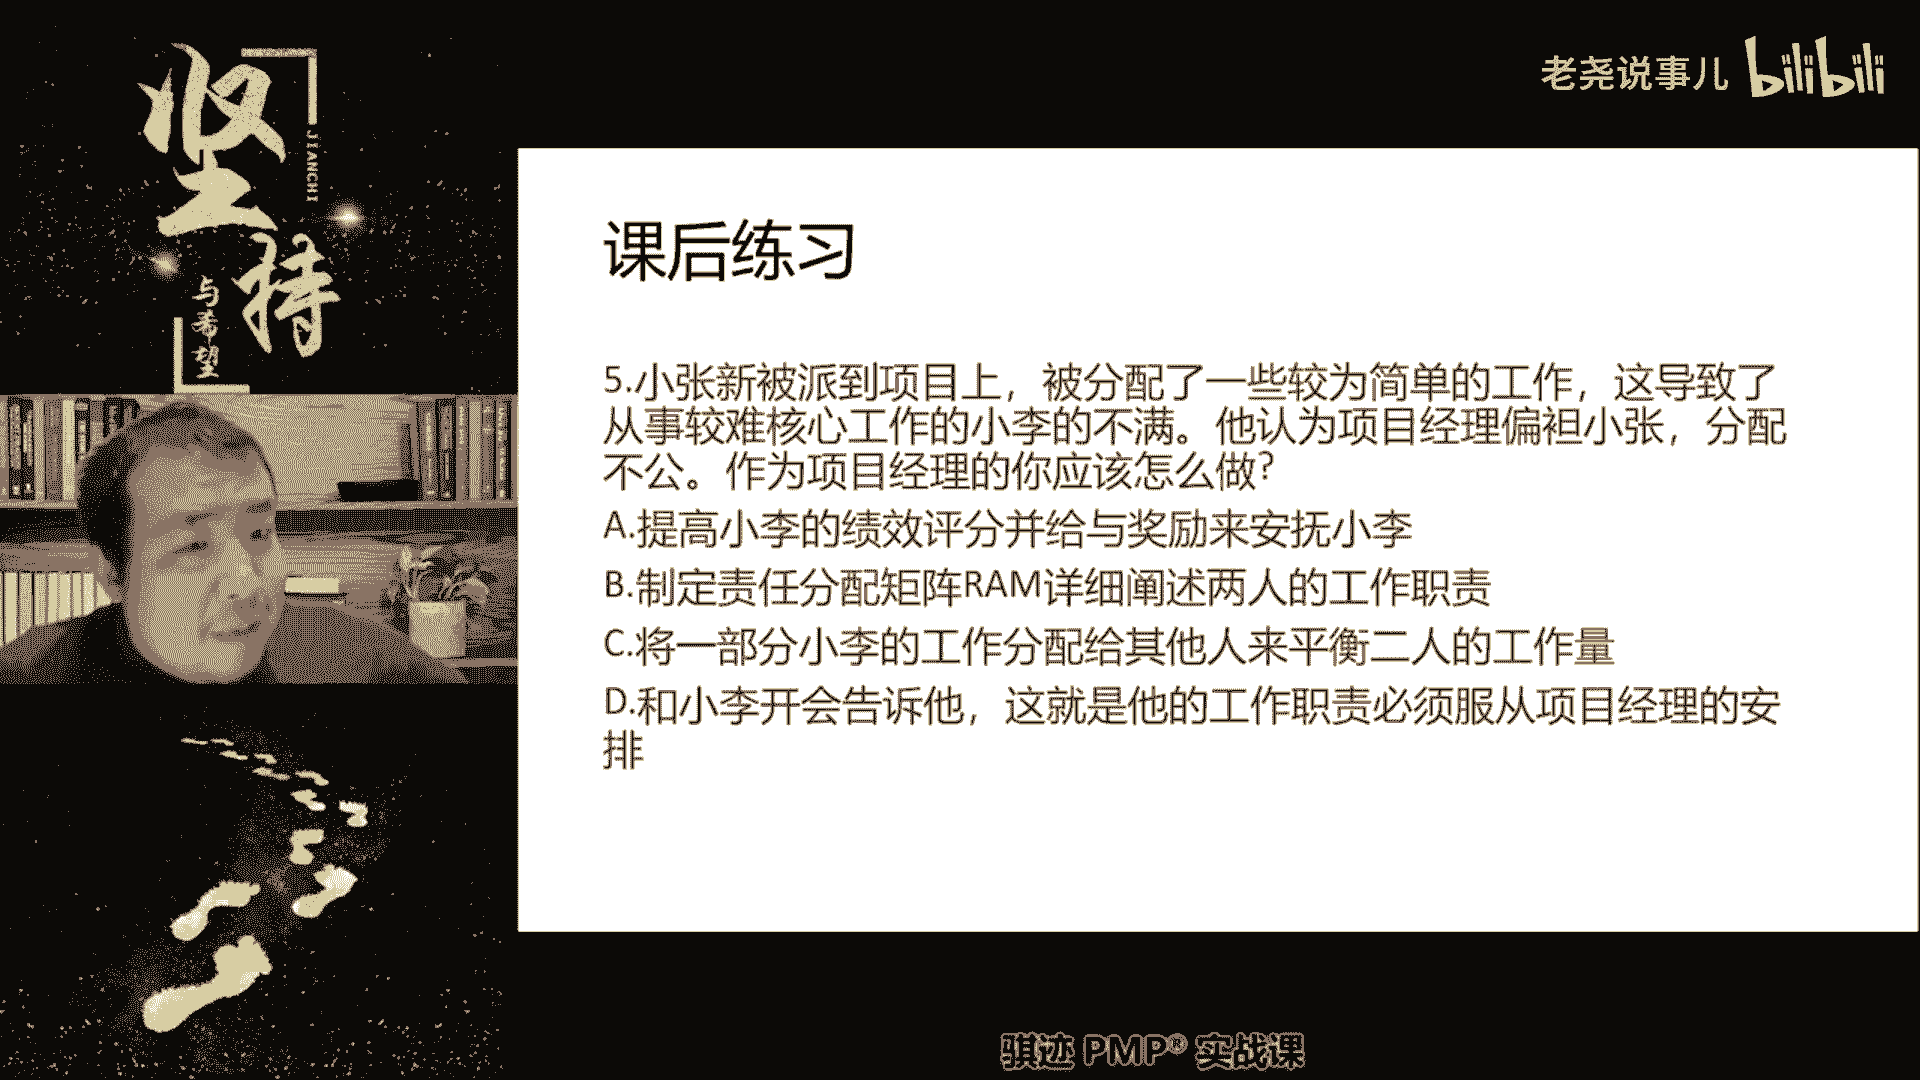 坚持
JIANCHI
与希望
老尧说事儿 bilibili
课后练习
5.小张新被派到项目上，被分配了一些较为简单的工作，这导致了
从事较难核心工作的小李的不满。他认为项目经理偏袒小张，分配
不公。作为项目经理的你应该怎么做?
A.提高小李的绩效评分并给与奖励来安抚小李
B.制定责任分配矩阵RAM详细阐述两人的工作职责
C.将一部分小李的工作分配给其他人来平衡二人的工作量
D.和小李开会告诉他，这就是他的工作职责必须服从项目经理的安
排
骐迹 PMP® 实战课